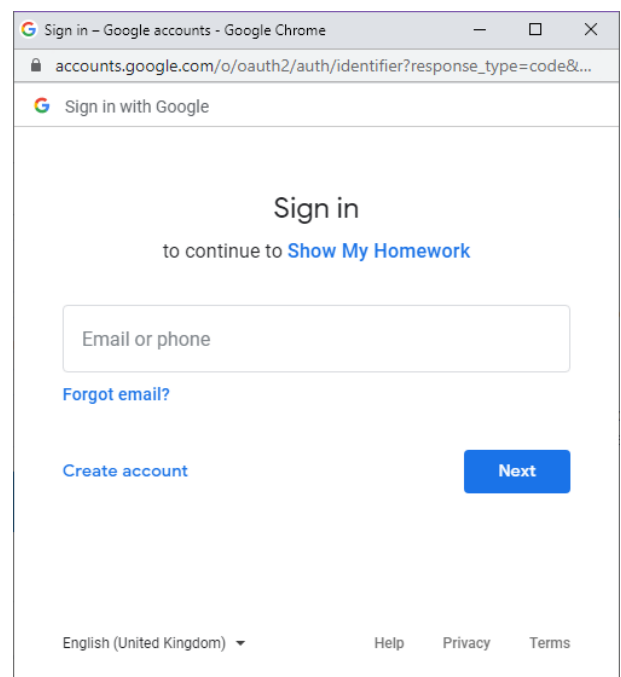 Sign in – Google accounts - Google Chrome
accounts.google.com/o/oauth2/auth/identifier?response_type=code&...
Sign in with Google
Sign in
to continue to Show My Homework
Email or phone
Forgot email?
Create account
Next
English (United Kingdom)
Help
Privacy
Terms